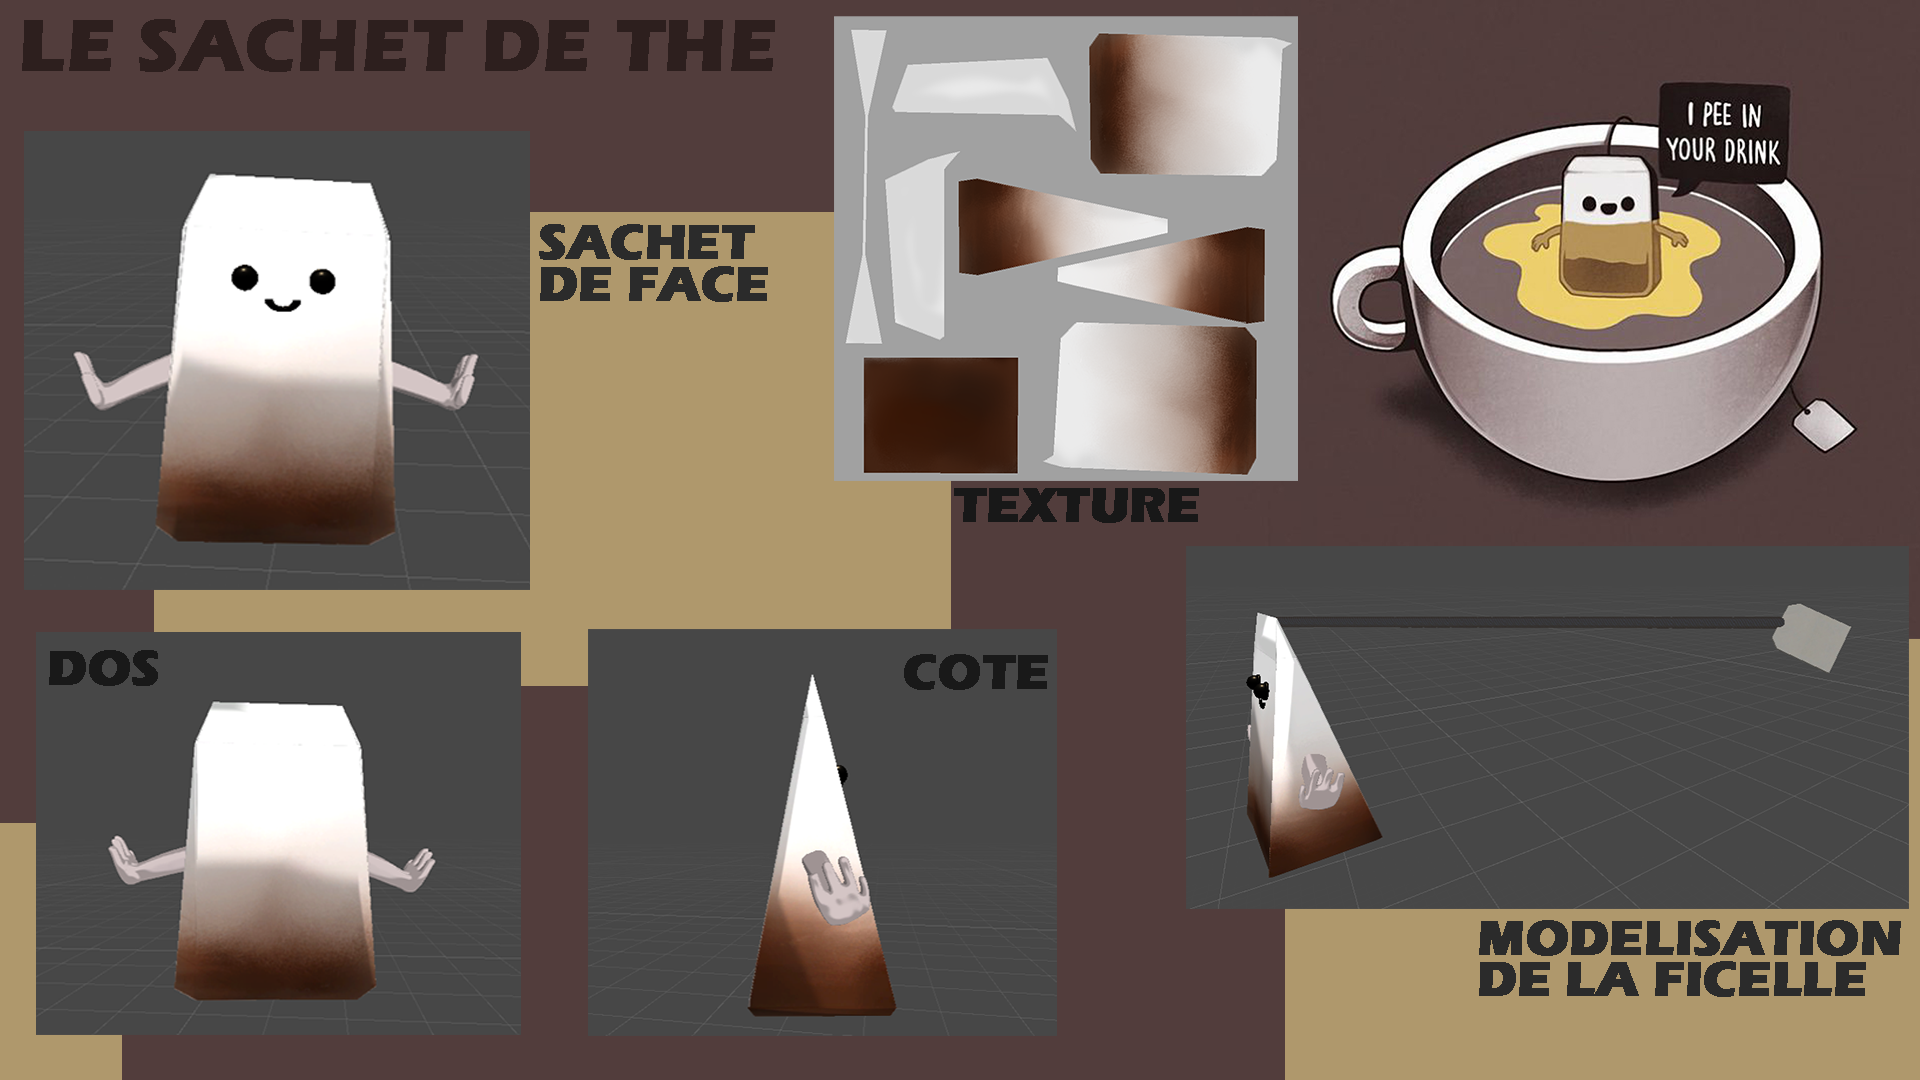 LE SACHET DE THE
SACHET
DE FACE
TEXTURE
I PEE IN
YOUR DRINK
DOS
COTE
MODELISATION
DE LA FICELLE